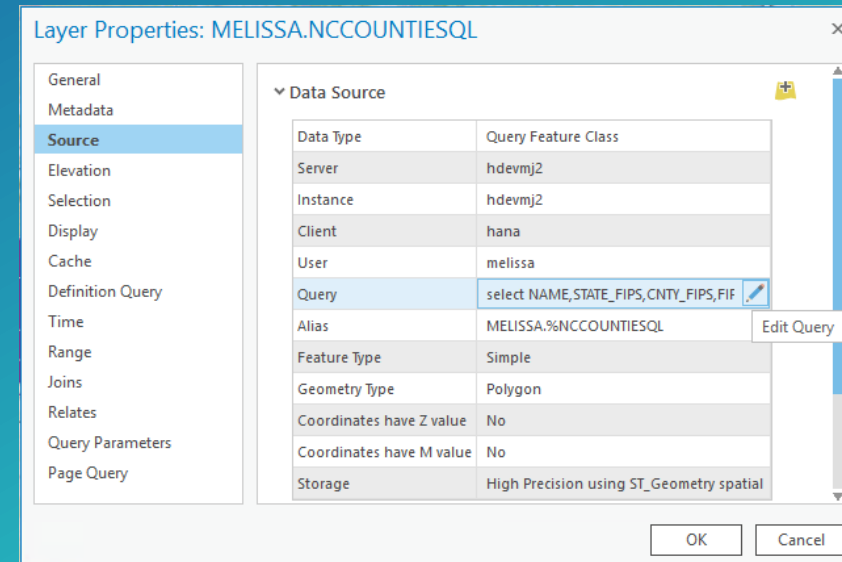 Layer Properties: MELISSA.NCCOUNTIESQL
General
Metadata
Source
Elevation
Selection
Display
Cache
Definition Query
Time
Range
Joins
Relates
Query Parameters
Page Query
Data Source
Data Type Query Feature Class
Server hdevmj2
Instance hdevmj2
Client hana
User melissa
Query select NAME,STATE_FIPS,CNTY_FIPS,FIF
Edit Query
Alias MELISSA.%NCCOUNTIESQL
Feature Type Simple
Geometry Type Polygon
Coordinates have Z value No
Coordinates have M value No
Storage High Precision using ST_Geometry spatial
OK Cancel